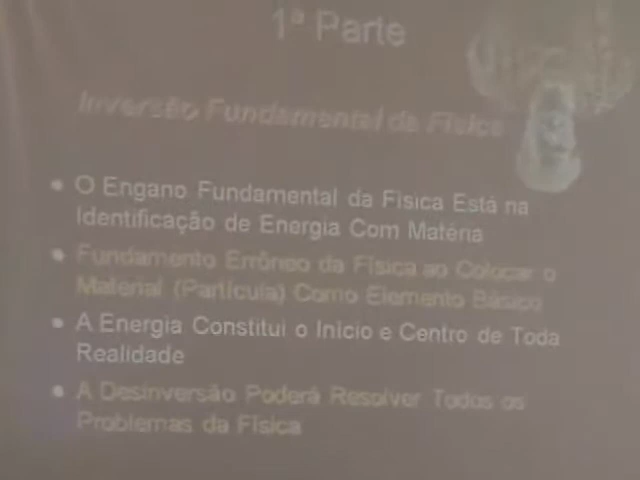 1ª Parte
Inversão Fundamental da Física
O Engano Fundamental da Física Está na
Identificação de Energia Com Matéria
Fundamento Errôneo da Física ao Colocar o
Material (Partícula) Como Elemento Básico
A Energia Constitui o Início e Centro de Toda
Realidade
A Desinversão Poderá Resolver Todos os
Problemas da Física